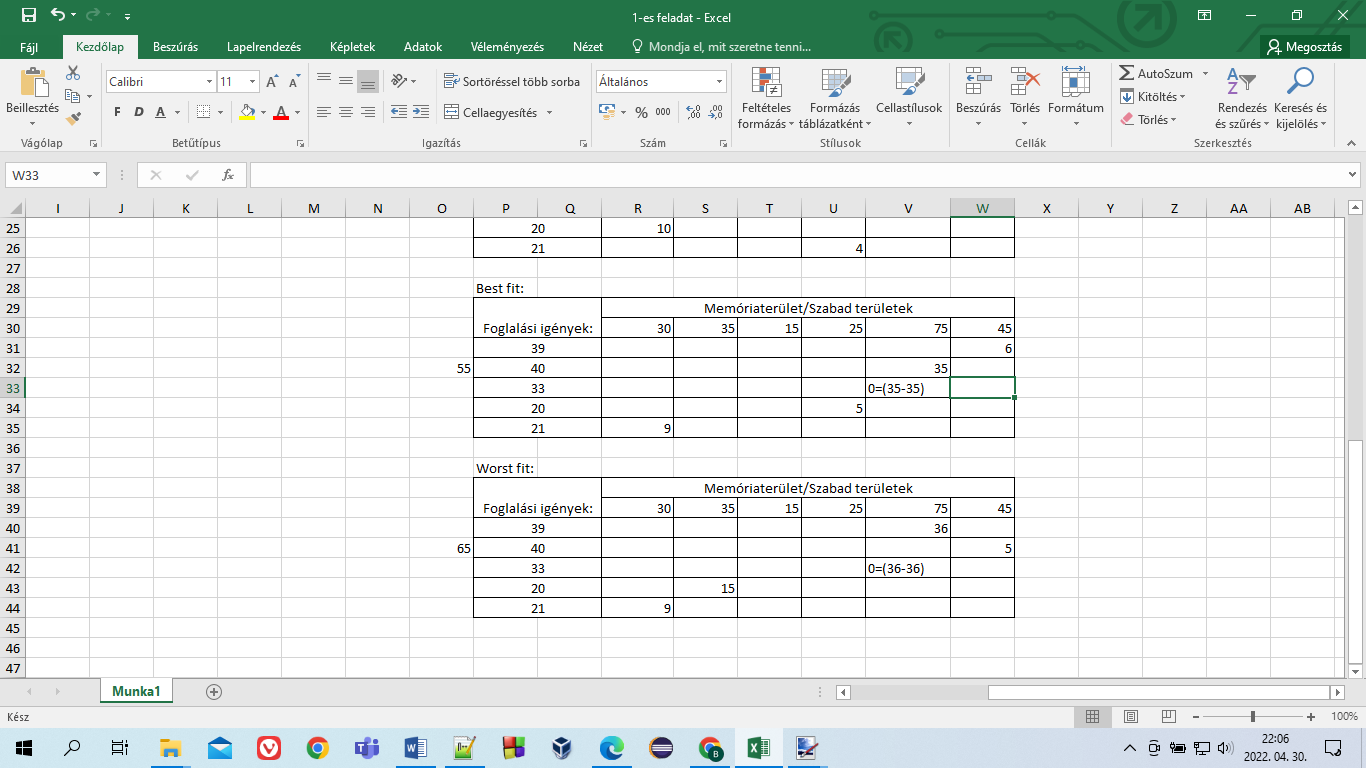 1-es feladat - Excel
Fájl Kezdőlap Beszúrás Lapelrendezés Képletek Adatok Véleményezés Nézet Mondja el, mit szeretne tenni... Megosztás
Beillesztés
Calibri 11
F D A
Sortöréssel több sorba
Cellaegyesítés
Általános
% 000
Feltételes formázás
Formázás táblázatként
Cellastílusok
Beszúrás Törlés Formátum
AutoSzum
Kitöltés
Törlés
Rendezés és szűrés
Keresés és kijelölés
Vágólap Betűtípus Igazítás Szám Stílusok Cellák Szerkesztés
W33 fx
I J K L M N O P Q R S T U V W X Y Z AA AB
25 20 10
26 21 4
27
28 Best fit:
29 Memóriaterület/Szabad területek
30 Foglalási igények: 30 35 15 25 75 45
31 39 6
32 55 40 35
33 33 0=(35-35)
34 20 5
35 21 9
36
37 Worst fit:
38 Memóriaterület/Szabad területek
39 Foglalási igények: 30 35 15 25 75 45
40 39 36
41 65 40 5
42 33 0=(36-36)
43 20 15
44 21 9
45
46
47
Munka1
Kész 100%
22:06
2022. 04. 30.